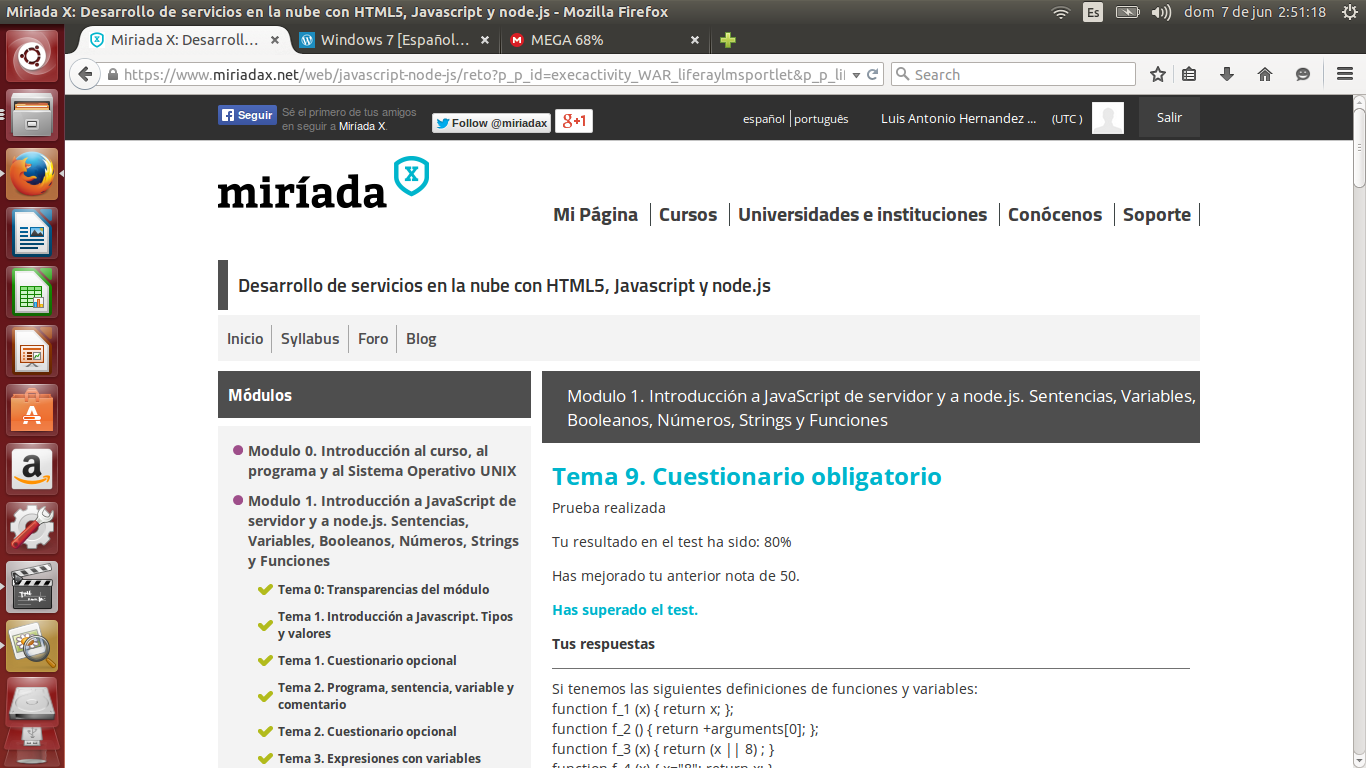 Miriada X: Desarrollo de servicios en la nube con HTML5, Javascript y node.js - Mozilla Firefox
Es
dom 7 de jun 2:51:18
Miriada X: Desarroll…
Windows 7 [Español…
MEGA 68%
https://www.miriadax.net/web/javascript-node-js/reto?p_p_id=execactivity_WAR_liferaylmsportlet&p_p_li
Search
Seguir
Sé el primero de tus amigos
en seguir a Miríada X.
Follow @miriadax
g+1
español
português
Luis Antonio Hernandez ...
(UTC )
Salir
miríada X
Mi Página
Cursos
Universidades e instituciones
Conócenos
Soporte
Desarrollo de servicios en la nube con HTML5, Javascript y node.js
Inicio
Syllabus
Foro
Blog
Módulos
Modulo 0. Introducción al curso, al
programa y al Sistema Operativo UNIX
Modulo 1. Introducción a JavaScript de
servidor y a node.js. Sentencias,
Variables, Booleanos, Números, Strings
y Funciones
Tema 0: Transparencias del módulo
Tema 1. Introducción a Javascript. Tipos
y valores
Tema 1. Cuestionario opcional
Tema 2. Programa, sentencia, variable y
comentario
Tema 2. Cuestionario opcional
Tema 3. Expresiones con variables
Modulo 1. Introducción a JavaScript de servidor y a node.js. Sentencias, Variables,
Booleanos, Números, Strings y Funciones
Tema 9. Cuestionario obligatorio
Prueba realizada
Tu resultado en el test ha sido: 80%
Has mejorado tu anterior nota de 50.
Has superado el test.
Tus respuestas
Si tenemos las siguientes definiciones de funciones y variables:
function f_1 (x) { return x; };
function f_2 () { return +arguments[0]; };
function f_3 (x) { return (x || 8) ; }
function f_4 (x) { x="8"; return x; }